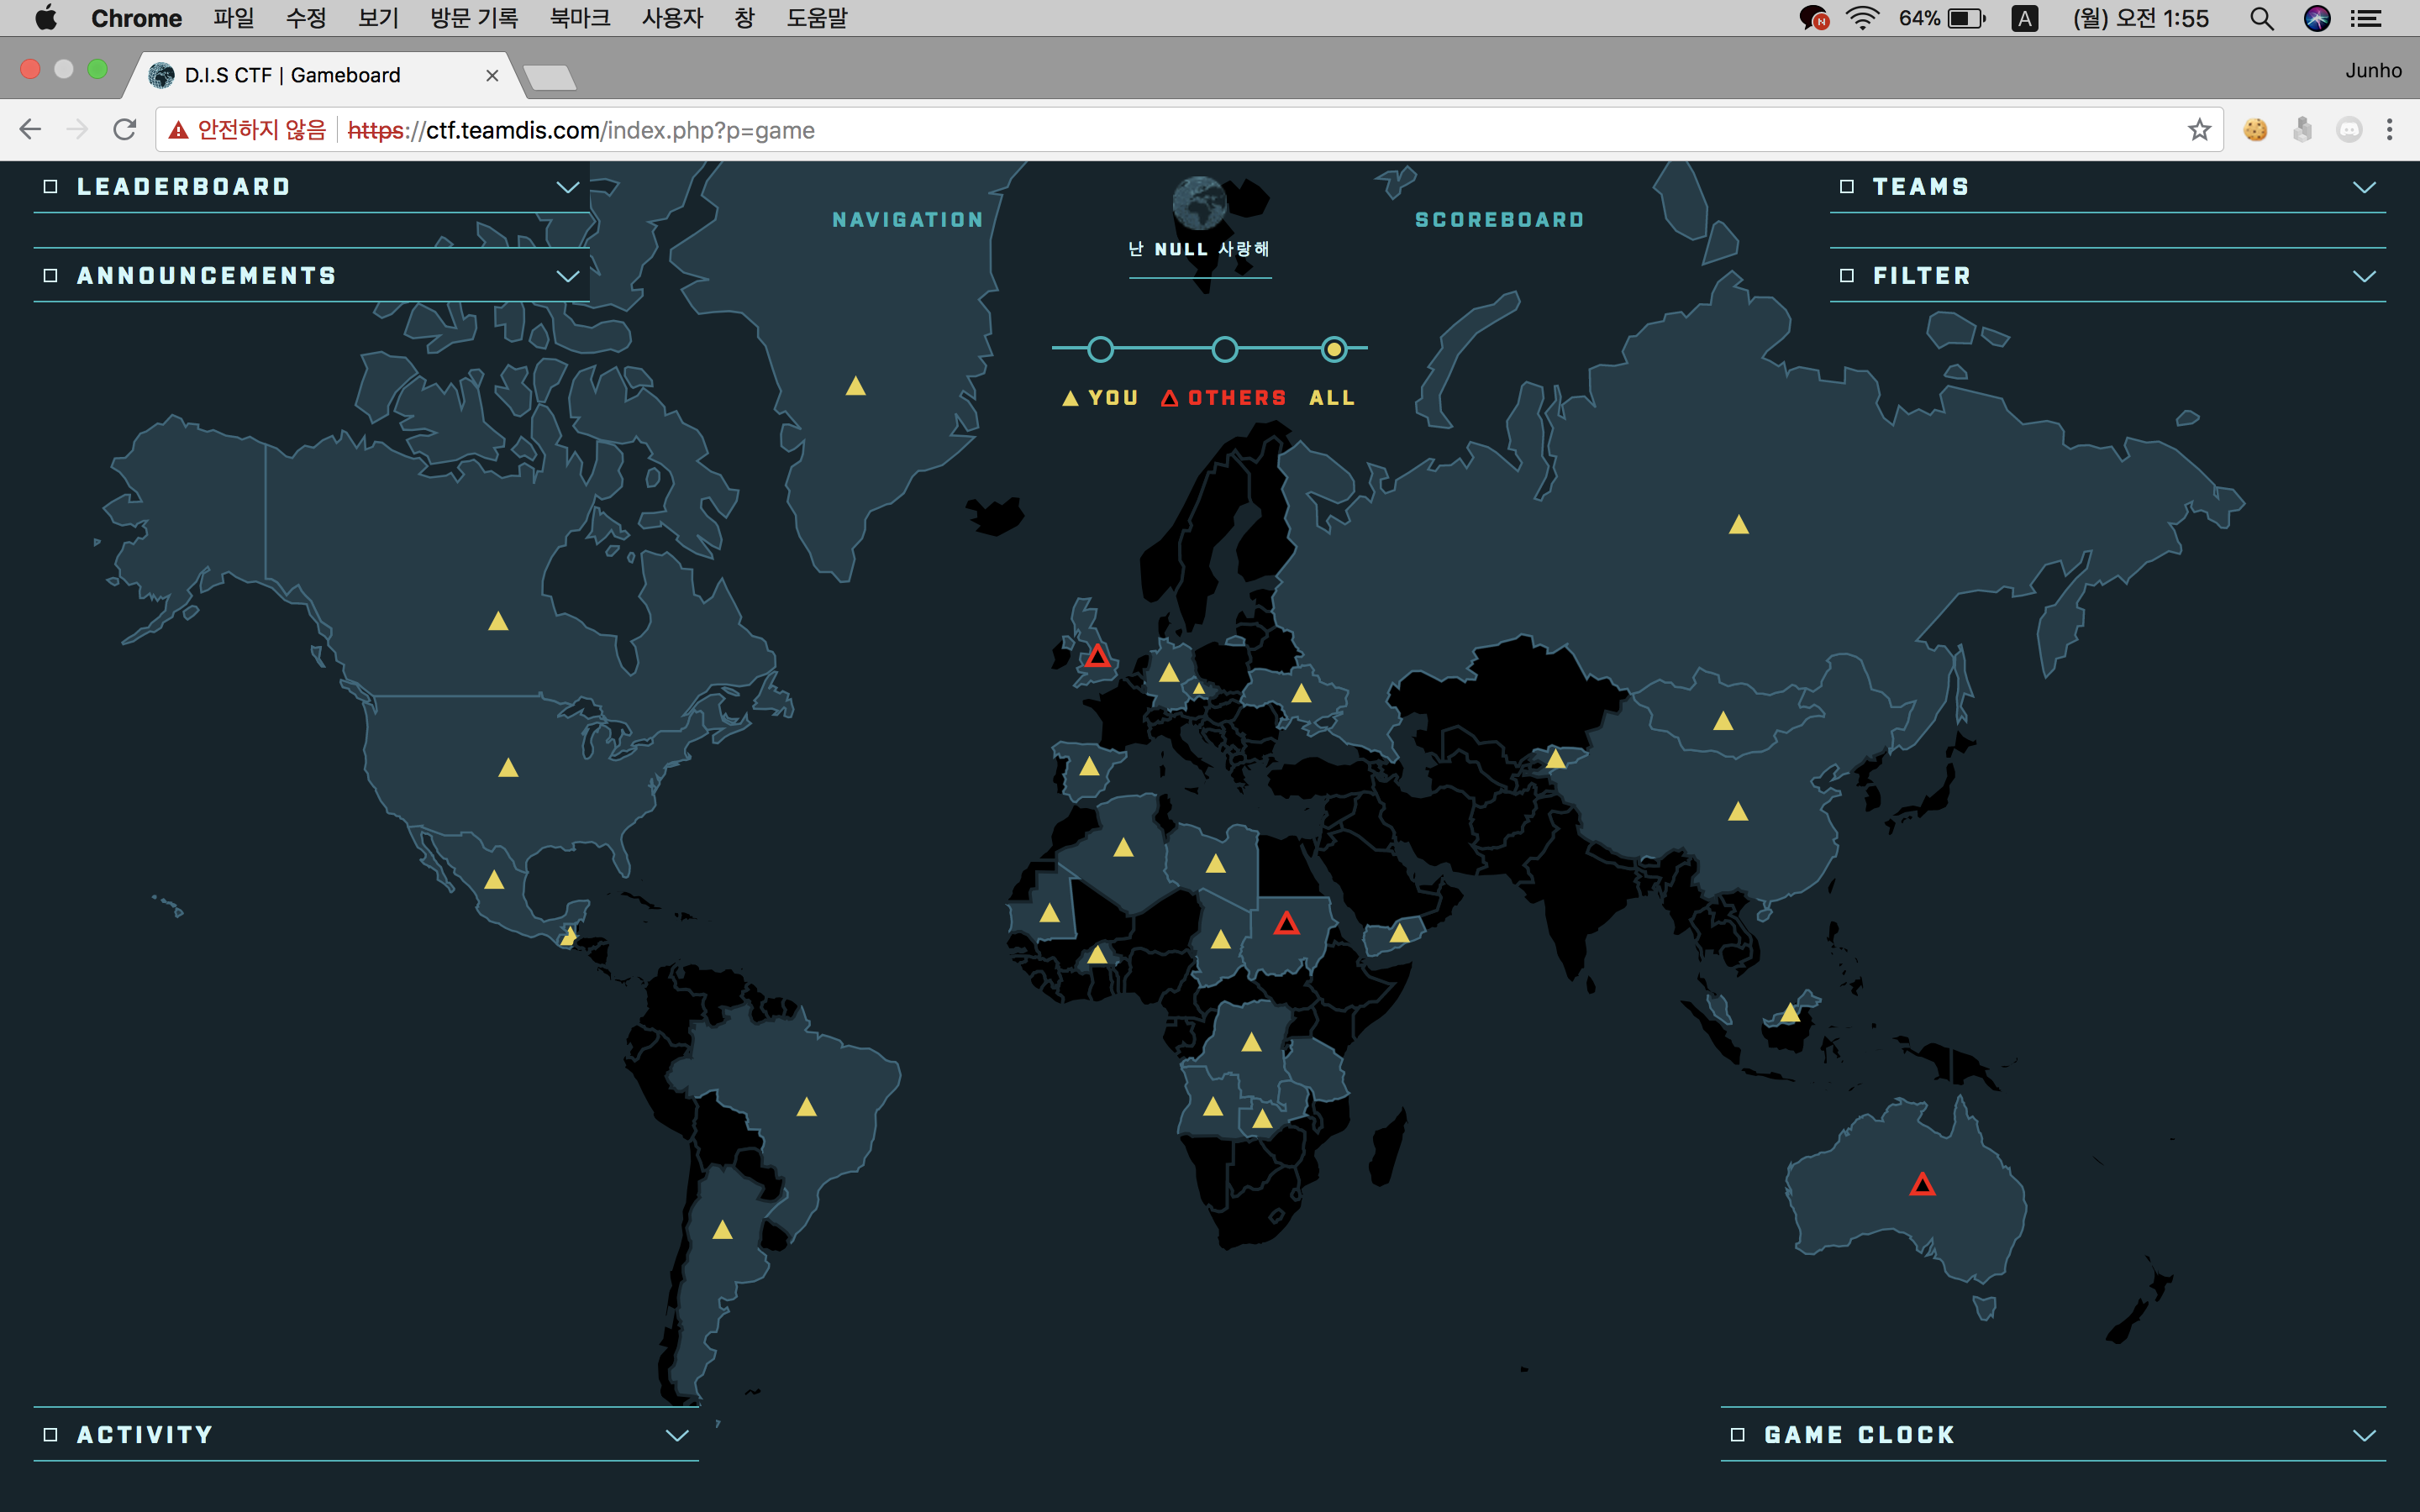 Chrome 파일 수정 보기 방문 기록 북마크 사용자 창 도움말 N 64% A (월) 오전 1:55
D.I.S CTF | Gameboard Junho
안전하지 않음 https://ctf.teamdis.com/index.php?p=game
LEADERBOARD
TEAMS
NAVIGATION
SCOREBOARD
난 NULL 사랑해
ANNOUNCEMENTS
FILTER
YOU OTHERS ALL
ACTIVITY
GAME CLOCK